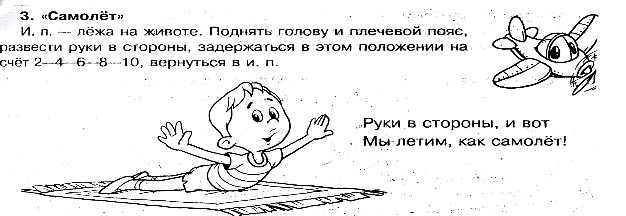 3. «Самолёт»
И. п. — лёжа на животе. Поднять голову и плечевой пояс,
развести руки в стороны, задержаться в этом положении на
счёт 2—4—6—8—10, вернуться в и. п.
Руки в стороны, и вот
Мы летим, как самолёт!